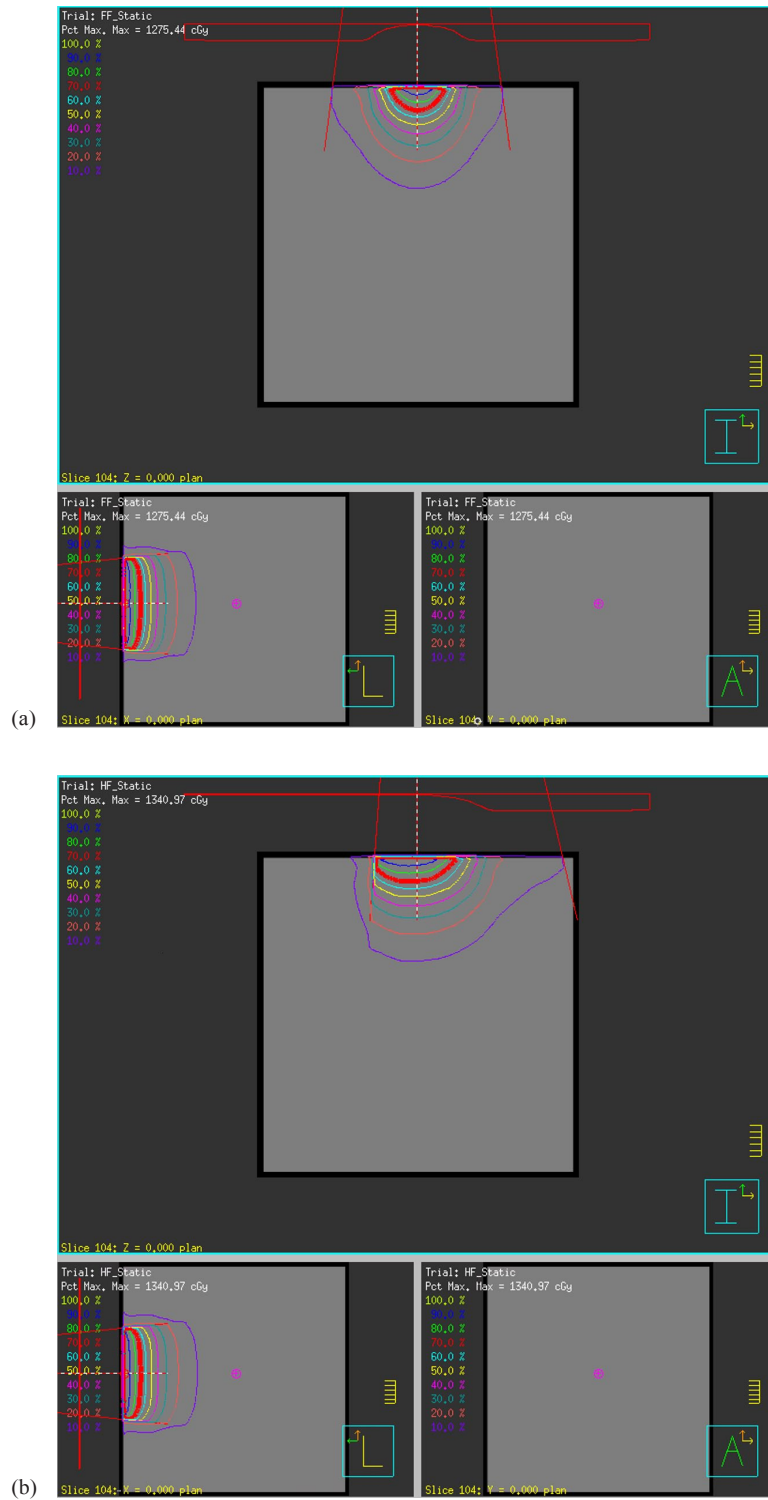 Trial: FF_Static
Pct Max. Max = 1275.44 cGy
100.0 %
90.0 %
80.0 %
70.0 %
60.0 %
50.0 %
40.0 %
30.0 %
20.0 %
10.0 %
I
Slice 104: Z = 0.000 plan
Trial: FF_Static
Pct Max. Max = 1275.44 cGy
100.0 %
90.0 %
80.0 %
70.0 %
60.0 %
50.0 %
40.0 %
30.0 %
20.0 %
10.0 %
L
Slice 104: X = 0.000 plan
Trial: FF_Static
Pct Max. Max = 1275.44 cGy
100.0 %
90.0 %
80.0 %
70.0 %
60.0 %
50.0 %
40.0 %
30.0 %
20.0 %
10.0 %
A
Slice 104: Y = 0.000 plan
(a)
Trial: HF_Static
Pct Max. Max = 1340.97 cGy
100.0 %
90.0 %
80.0 %
70.0 %
60.0 %
50.0 %
40.0 %
30.0 %
20.0 %
10.0 %
I
Slice 104: Z = 0.000 plan
Trial: HF_Static
Pct Max. Max = 1340.97 cGy
100.0 %
90.0 %
80.0 %
70.0 %
60.0 %
50.0 %
40.0 %
30.0 %
20.0 %
10.0 %
L
Slice 104: X = 0.000 plan
Trial: HF_Static
Pct Max. Max = 1340.97 cGy
100.0 %
90.0 %
80.0 %
70.0 %
60.0 %
50.0 %
40.0 %
30.0 %
20.0 %
10.0 %
A
Slice 104: Y = 0.000 plan
(b)